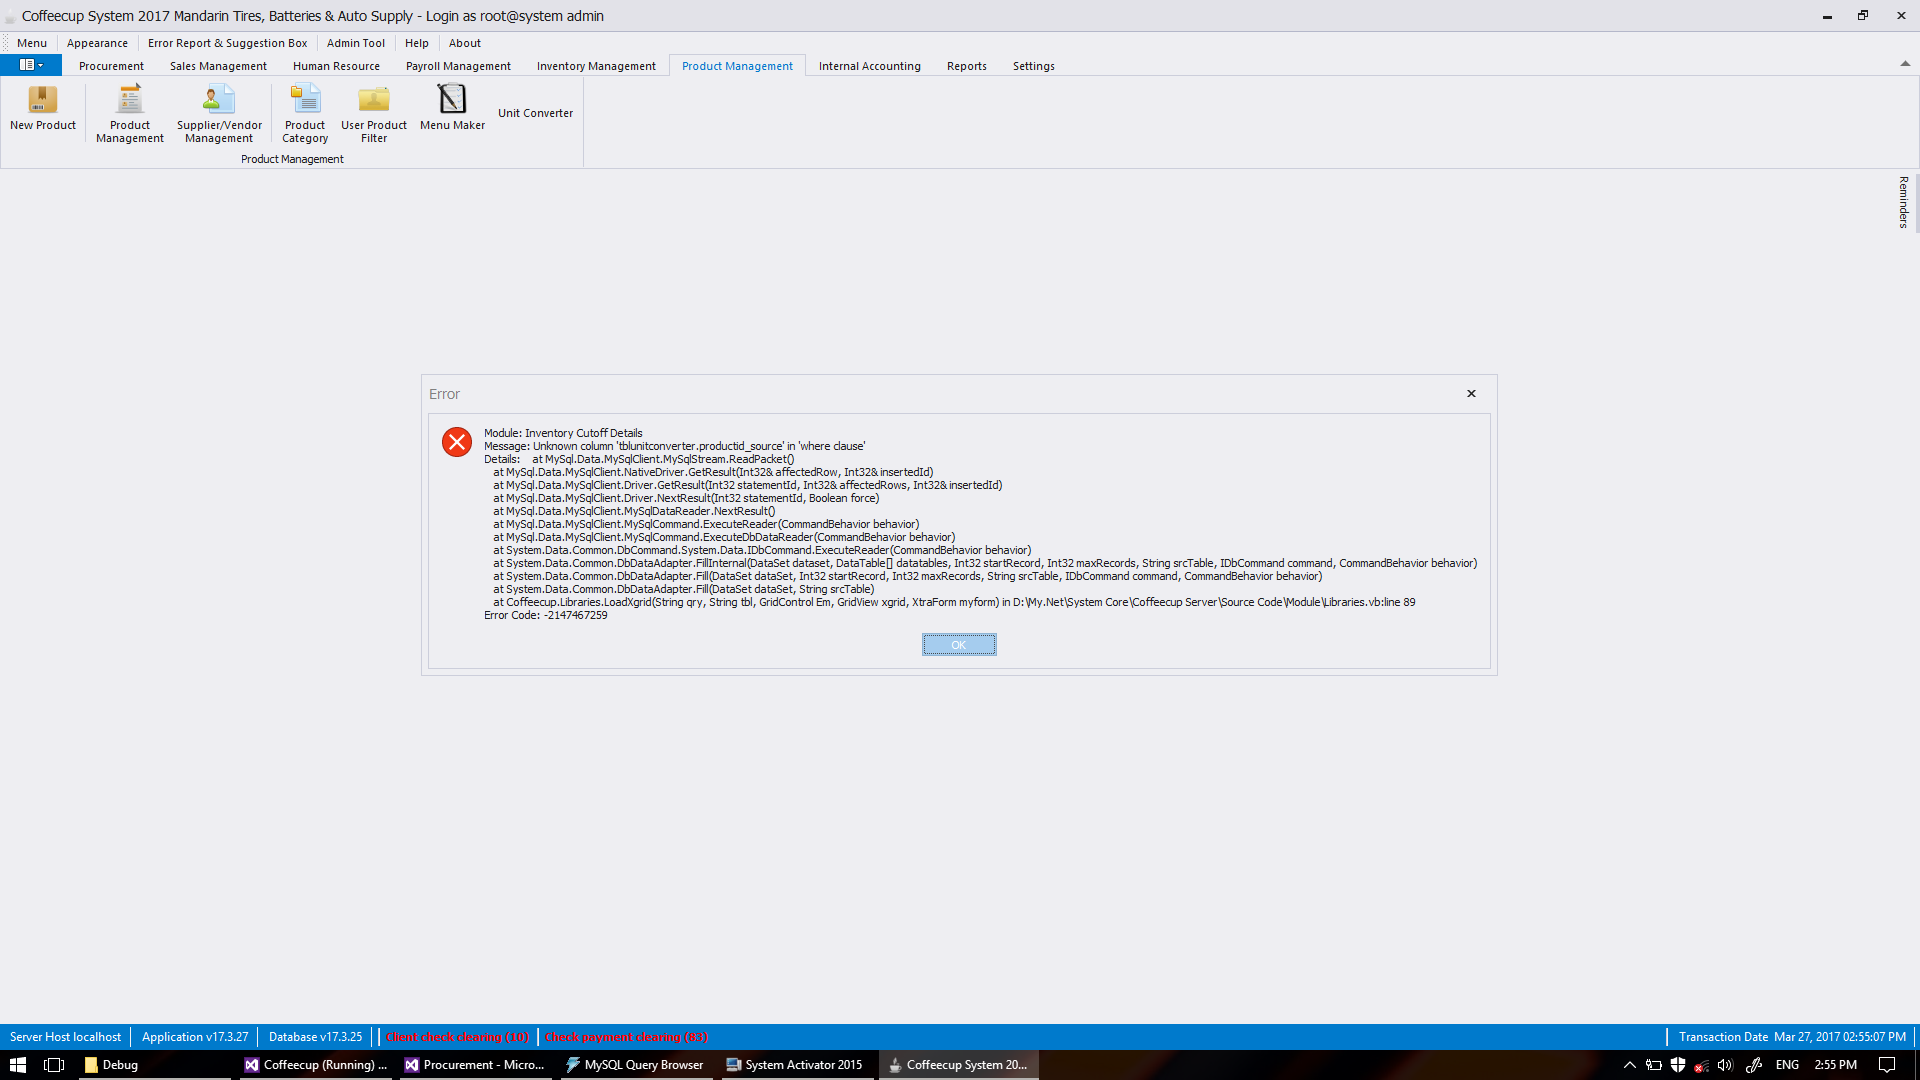 Coffeecup System 2017 Mandarin Tires, Batteries & Auto Supply - Login as root@system admin
Menu Appearance Error Report & Suggestion Box Admin Tool Help About
Procurement Sales Management Human Resource Payroll Management Inventory Management Product Management Internal Accounting Reports Settings
New Product
Product Management
Supplier/Vendor Management
Product Category
User Product Filter
Menu Maker
Unit Converter
Product Management
Reminders
Error
Module: Inventory Cutoff Details
Message: Unknown column 'tblunitconverter.productid_source' in 'where clause'
Details:    at MySql.Data.MySqlClient.MySqlStream.ReadPacket()
at MySql.Data.MySqlClient.NativeDriver.GetResult(Int32& affectedRow, Int32& insertedId)
at MySql.Data.MySqlClient.Driver.GetResult(Int32 statementId, Int32& affectedRows, Int32& insertedId)
at MySql.Data.MySqlClient.Driver.NextResult(Int32 statementId, Boolean force)
at MySql.Data.MySqlClient.MySqlDataReader.NextResult()
at MySql.Data.MySqlClient.MySqlCommand.ExecuteReader(CommandBehavior behavior)
at MySql.Data.MySqlClient.MySqlCommand.ExecuteDbDataReader(CommandBehavior behavior)
at System.Data.Common.DbCommand.System.Data.IDbCommand.ExecuteReader(CommandBehavior behavior)
at System.Data.Common.DbDataAdapter.FillInternal(DataSet dataset, DataTable[] datatables, Int32 startRecord, Int32 maxRecords, String srcTable, IDbCommand command, CommandBehavior behavior)
at System.Data.Common.DbDataAdapter.Fill(DataSet dataSet, Int32 startRecord, Int32 maxRecords, String srcTable, IDbCommand command, CommandBehavior behavior)
at System.Data.Common.DbDataAdapter.Fill(DataSet dataSet, String srcTable)
at Coffeecup.Libraries.LoadXgrid(String qry, String tbl, GridControl Em, GridView xgrid, XtraForm myform) in D:\My.Net\System Core\Coffeecup Server\Source Code\Module\Libraries.vb:line 89
Error Code: -2147467259
OK
Server Host localhost Application v17.3.27 Database v17.3.25 Client check clearing (10) Check payment clearing (83) Transaction Date Mar 27, 2017 02:55:07 PM
Debug Coffeecup (Running) ... Procurement - Micro... MySQL Query Browser System Activator 2015 Coffeecup System 20... ENG 2:55 PM